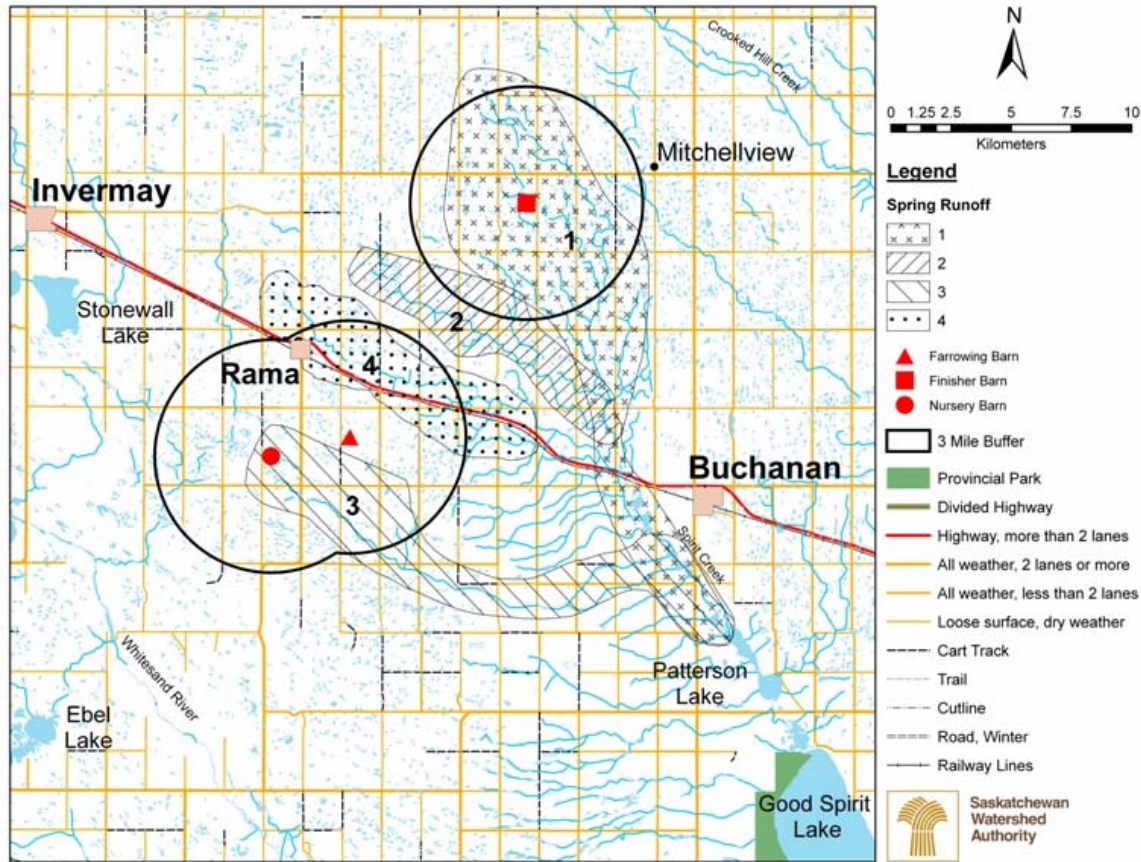 Crooked Hill Creek
Mitchellview
Invermay
1
Stonewall
Lake
2
Rama
4
Buchanan
3
Spirit Creek
Whitesand River
Patterson
Lake
Ebel
Lake
Good Spirit
Lake
N
0 1.25 2.5 5 7.5 10
Kilometers
Legend
Spring Runoff
1
2
3
4
Farrowing Barn
Finisher Barn
Nursery Barn
3 Mile Buffer
Provincial Park
Divided Highway
Highway, more than 2 lanes
All weather, 2 lanes or more
All weather, less than 2 lanes
Loose surface, dry weather
Cart Track
Trail
Cutline
Road, Winter
Railway Lines
Saskatchewan
Watershed
Authority